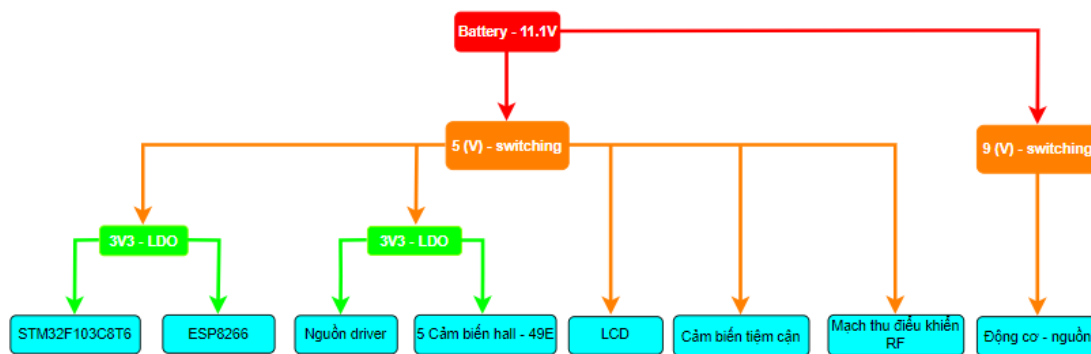 Battery - 11.1V
5 (V) - switching
9 (V) - switching
3V3 - LDO
3V3 - LDO
STM32F103C8T6
ESP8266
Nguồn driver
5 Cảm biến hall - 49E
LCD
Cảm biến tiệm cận
Mạch thu điều khiển
RF
Động cơ - nguồn